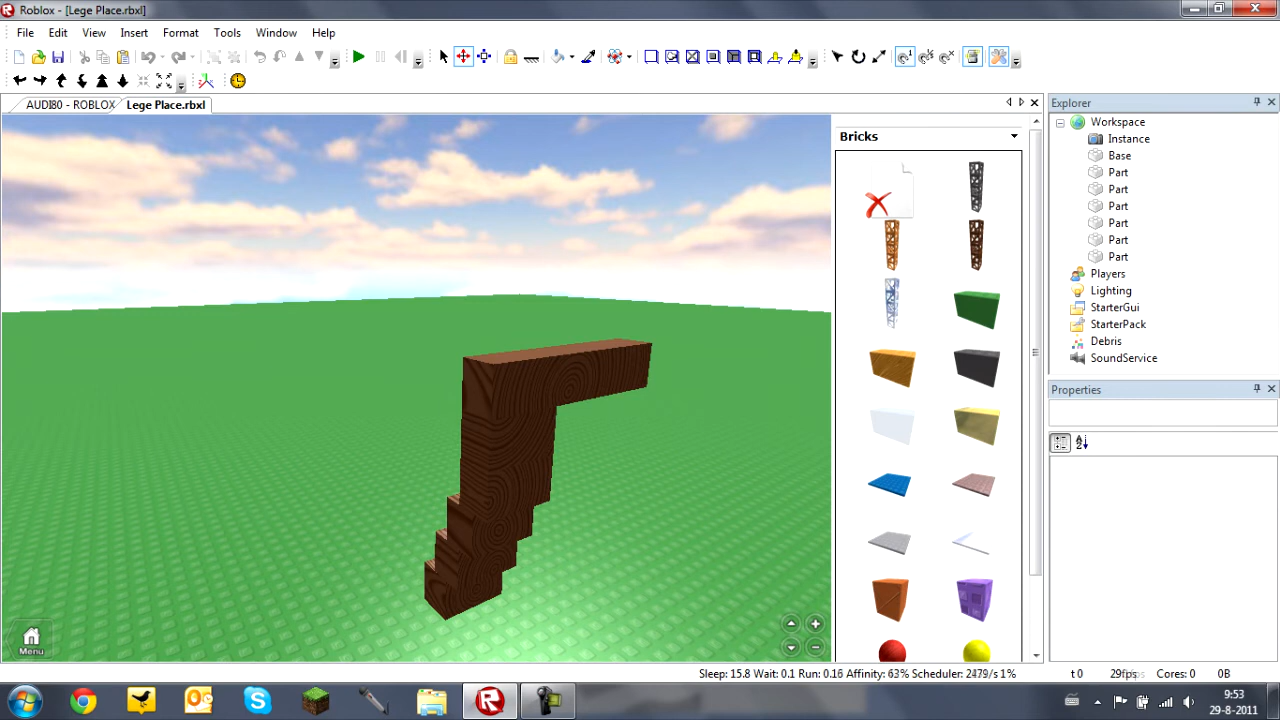 Roblox - [Lege Place.rbxl]
File Edit View Insert Format Tools Window Help
AUDI80 - ROBLOX Lege Place.rbxl
Bricks
Explorer
Workspace
Instance
Base
Part
Part
Part
Part
Part
Part
Players
Lighting
StarterGui
StarterPack
Debris
SoundService
Properties
Menu
Sleep: 15.8 Wait: 0.1 Run: 0.16 Affinity: 63% Scheduler: 2479/s 1% t 0 29fps Cores: 0 0B
9:53
29-8-2011